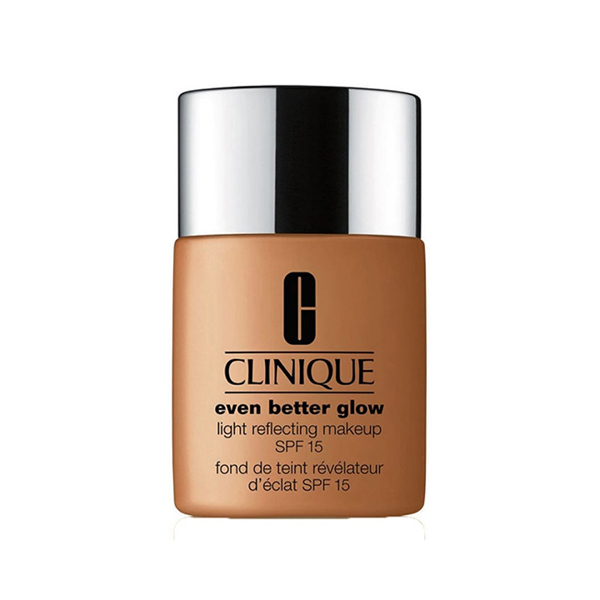 C
CLINIQUE
even better glow
light reflecting makeup
SPF 15
fond de teint révélateur
d'éclat SPF 15